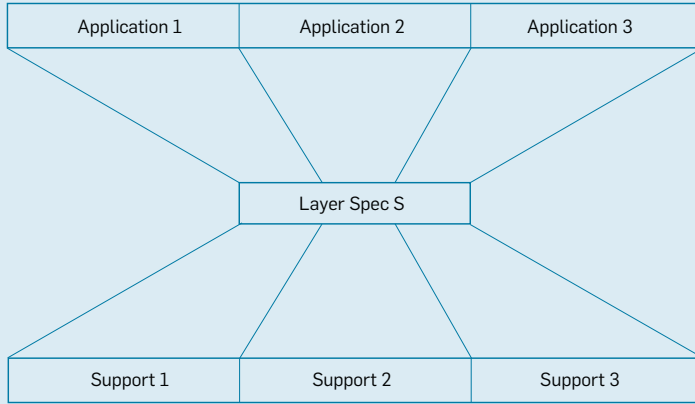 Application 1
Application 2
Application 3
Layer Spec S
Support 1
Support 2
Support 3